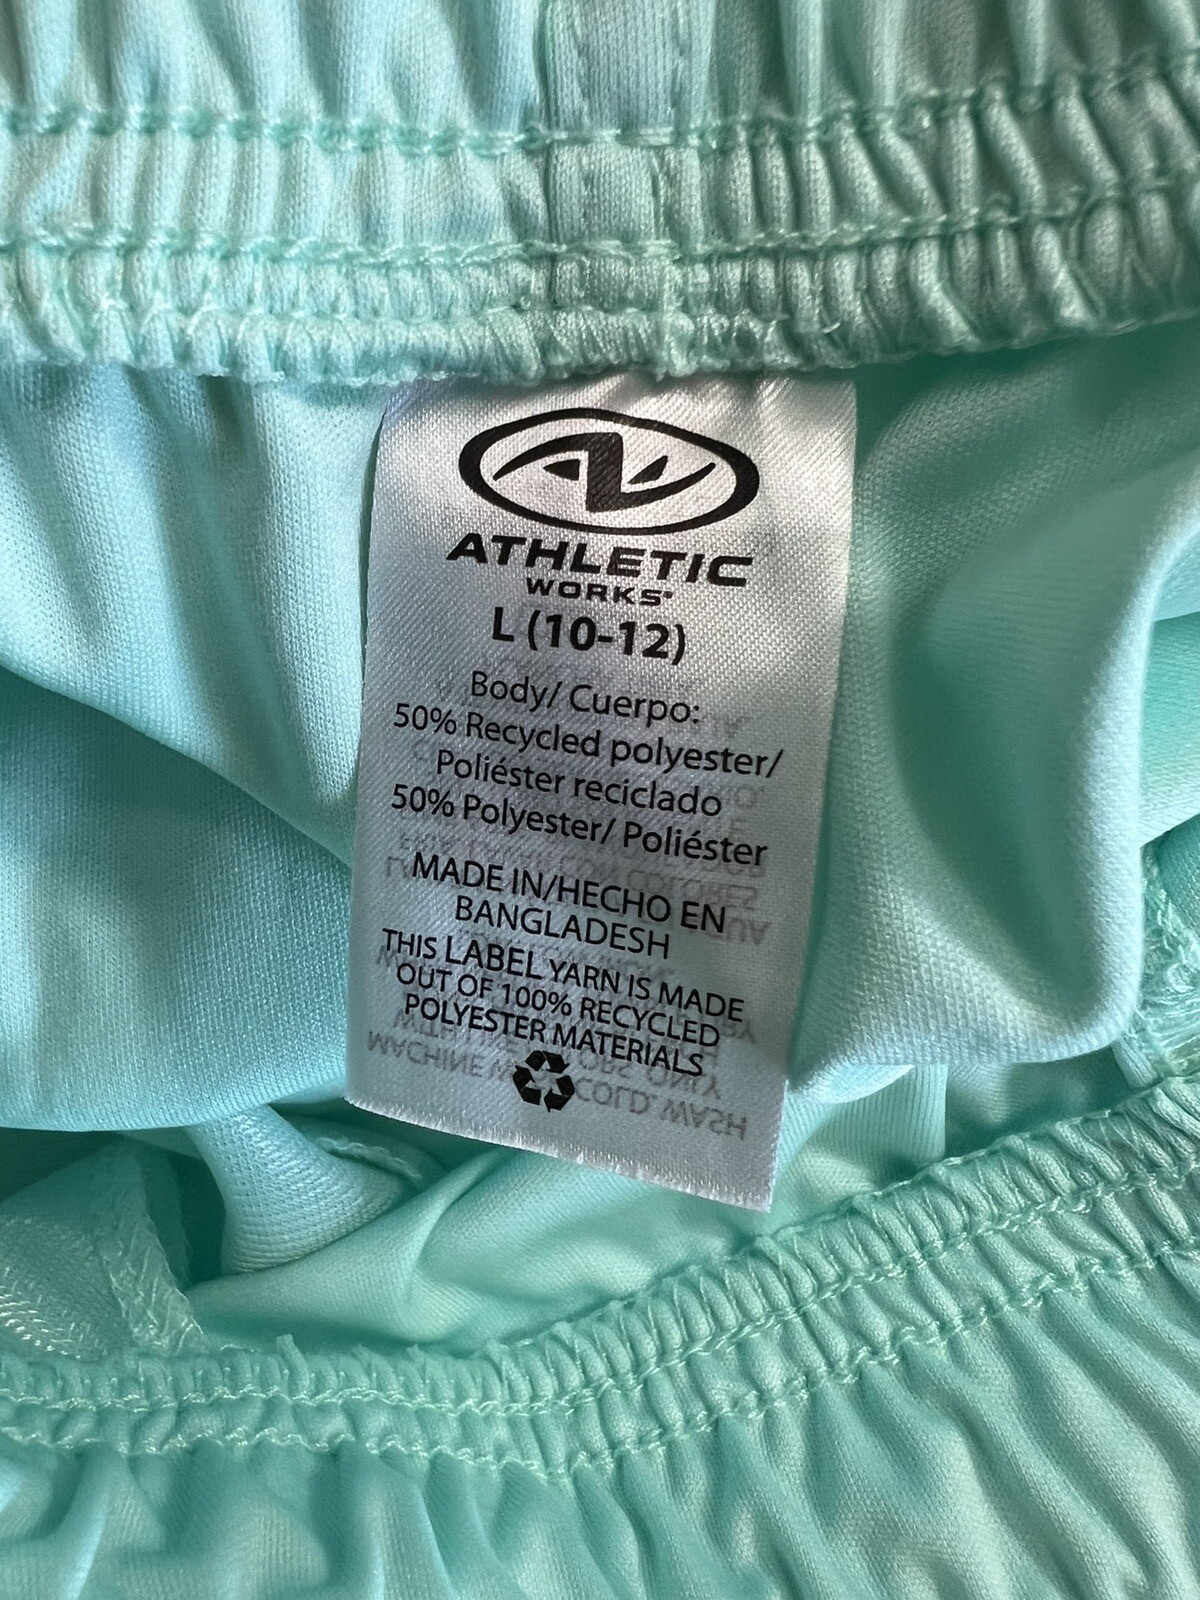 AW
ATHLETIC
WORKS®
L (10-12)
Body/ Cuerpo:
50% Recycled polyester/
Poliéster reciclado
50% Polyester/ Poliéster
MADE IN/HECHO EN
BANGLADESH
THIS LABEL YARN IS MADE
OUT OF 100% RECYCLED
POLYESTER MATERIALS